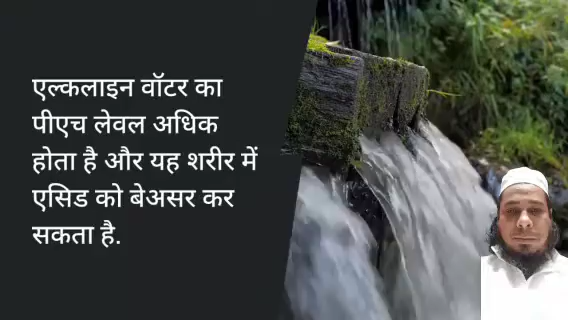 एल्कलाइन वॉटर का
पीएच लेवल अधिक
होता है और यह शरीर में
एसिड को बेअसर कर
सकता है.